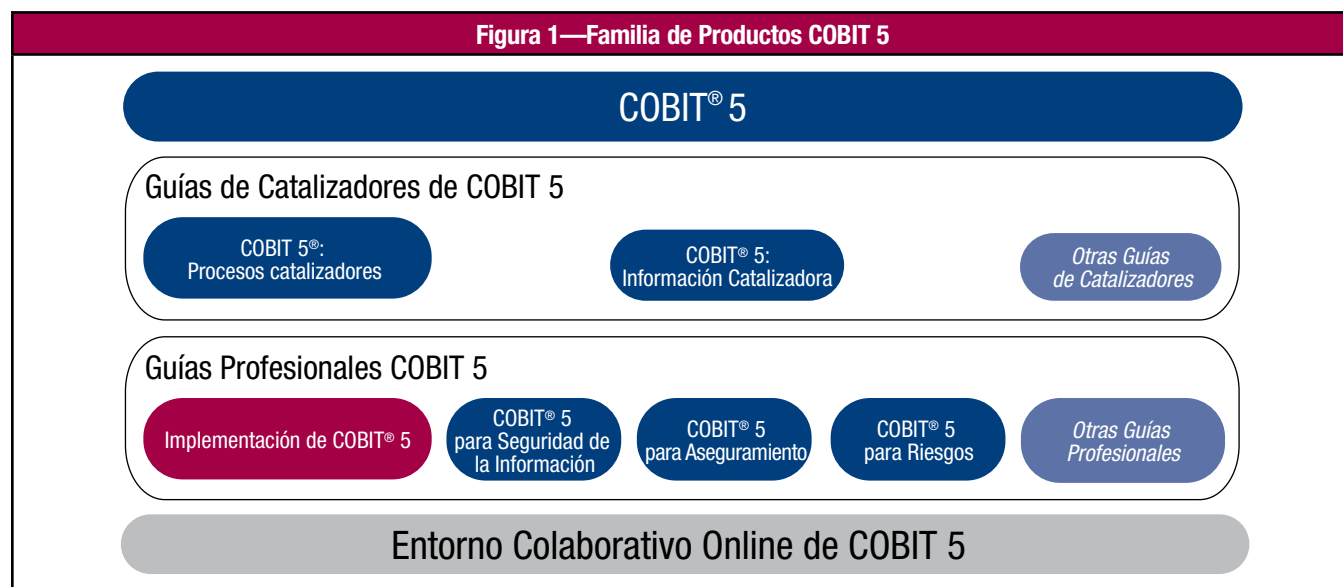 Figura 1—Familia de Productos COBIT 5
COBIT® 5
Guías de Catalizadores de COBIT 5
COBIT 5®:
Procesos catalizadores
COBIT® 5:
Información Catalizadora
Otras Guías
de Catalizadores
Guías Profesionales COBIT 5
Implementación de COBIT® 5
COBIT® 5
para Seguridad de
la Información
COBIT® 5
para Aseguramiento
COBIT® 5
para Riesgos
Otras Guías
Profesionales
Entorno Colaborativo Online de COBIT 5